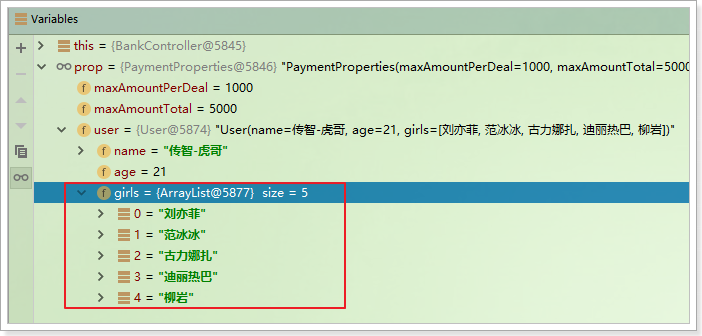 Variables
this = {BankController@5845}
prop = {PaymentProperties@5846} "PaymentProperties(maxAmountPerDeal=1000, maxAmountTotal=5000
maxAmountPerDeal = 1000
maxAmountTotal = 5000
user = {User@5874} "User(name=传智-虎哥, age=21, girls=[刘亦菲, 范冰冰, 古力娜扎, 迪丽热巴, 柳岩])"
name = "传智-虎哥"
age = 21
girls = {ArrayList@5877} size = 5
0 = "刘亦菲"
1 = "范冰冰"
2 = "古力娜扎"
3 = "迪丽热巴"
4 = "柳岩"